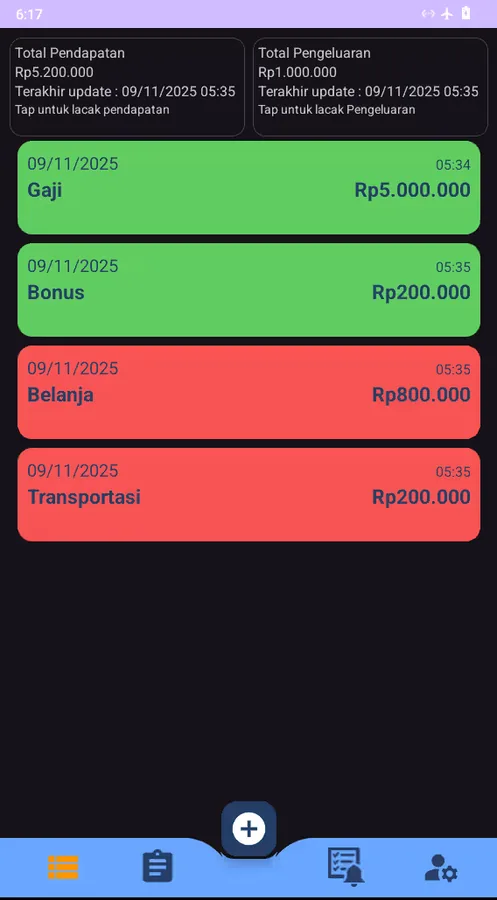 6:17
Total Pendapatan
Rp5.200.000
Terakhir update : 09/11/2025 05:35
Tap untuk lacak pendapatan
Total Pengeluaran
Rp1.000.000
Terakhir update : 09/11/2025 05:35
Tap untuk lacak Pengeluaran
09/11/2025 05:34
Gaji Rp5.000.000
09/11/2025 05:35
Bonus Rp200.000
09/11/2025 05:35
Belanja Rp800.000
09/11/2025 05:35
Transportasi Rp200.000